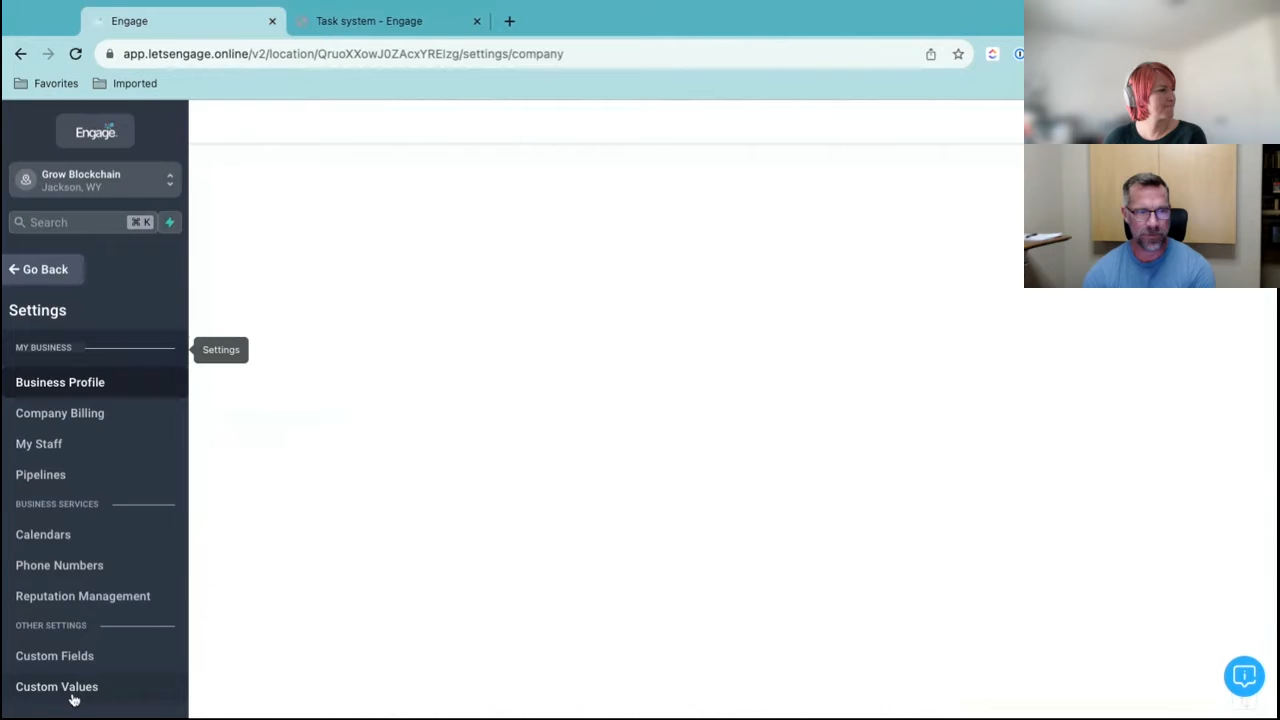 Engage
Task system - Engage
app.letsengage.online/v2/location/QruoXXowJ0ZAcxYREIzg/settings/company
Favorites
Imported
Engage
Grow Blockchain
Jackson, WY
Search
⌘ K
Go Back
Settings
MY BUSINESS
Settings
Business Profile
Company Billing
My Staff
Pipelines
BUSINESS SERVICES
Calendars
Phone Numbers
Reputation Management
OTHER SETTINGS
Custom Fields
Custom Values